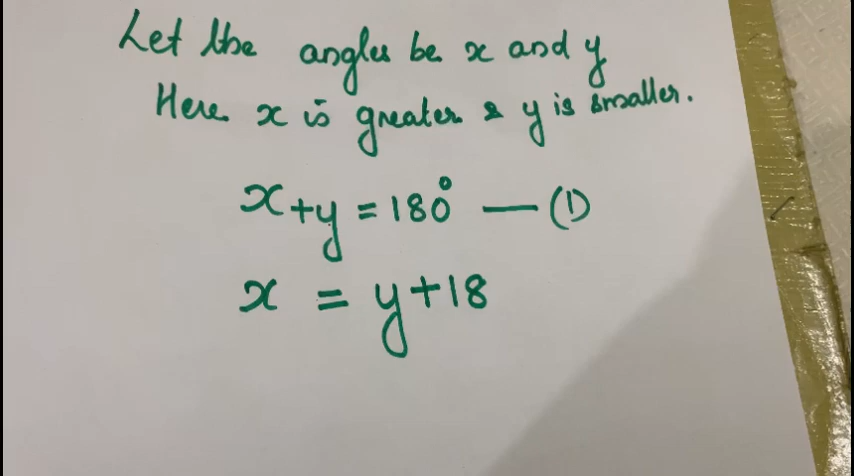 Let the angles be x and y
Here x is greater & y is smaller.
x+y = 180° — (1)
x = y+18